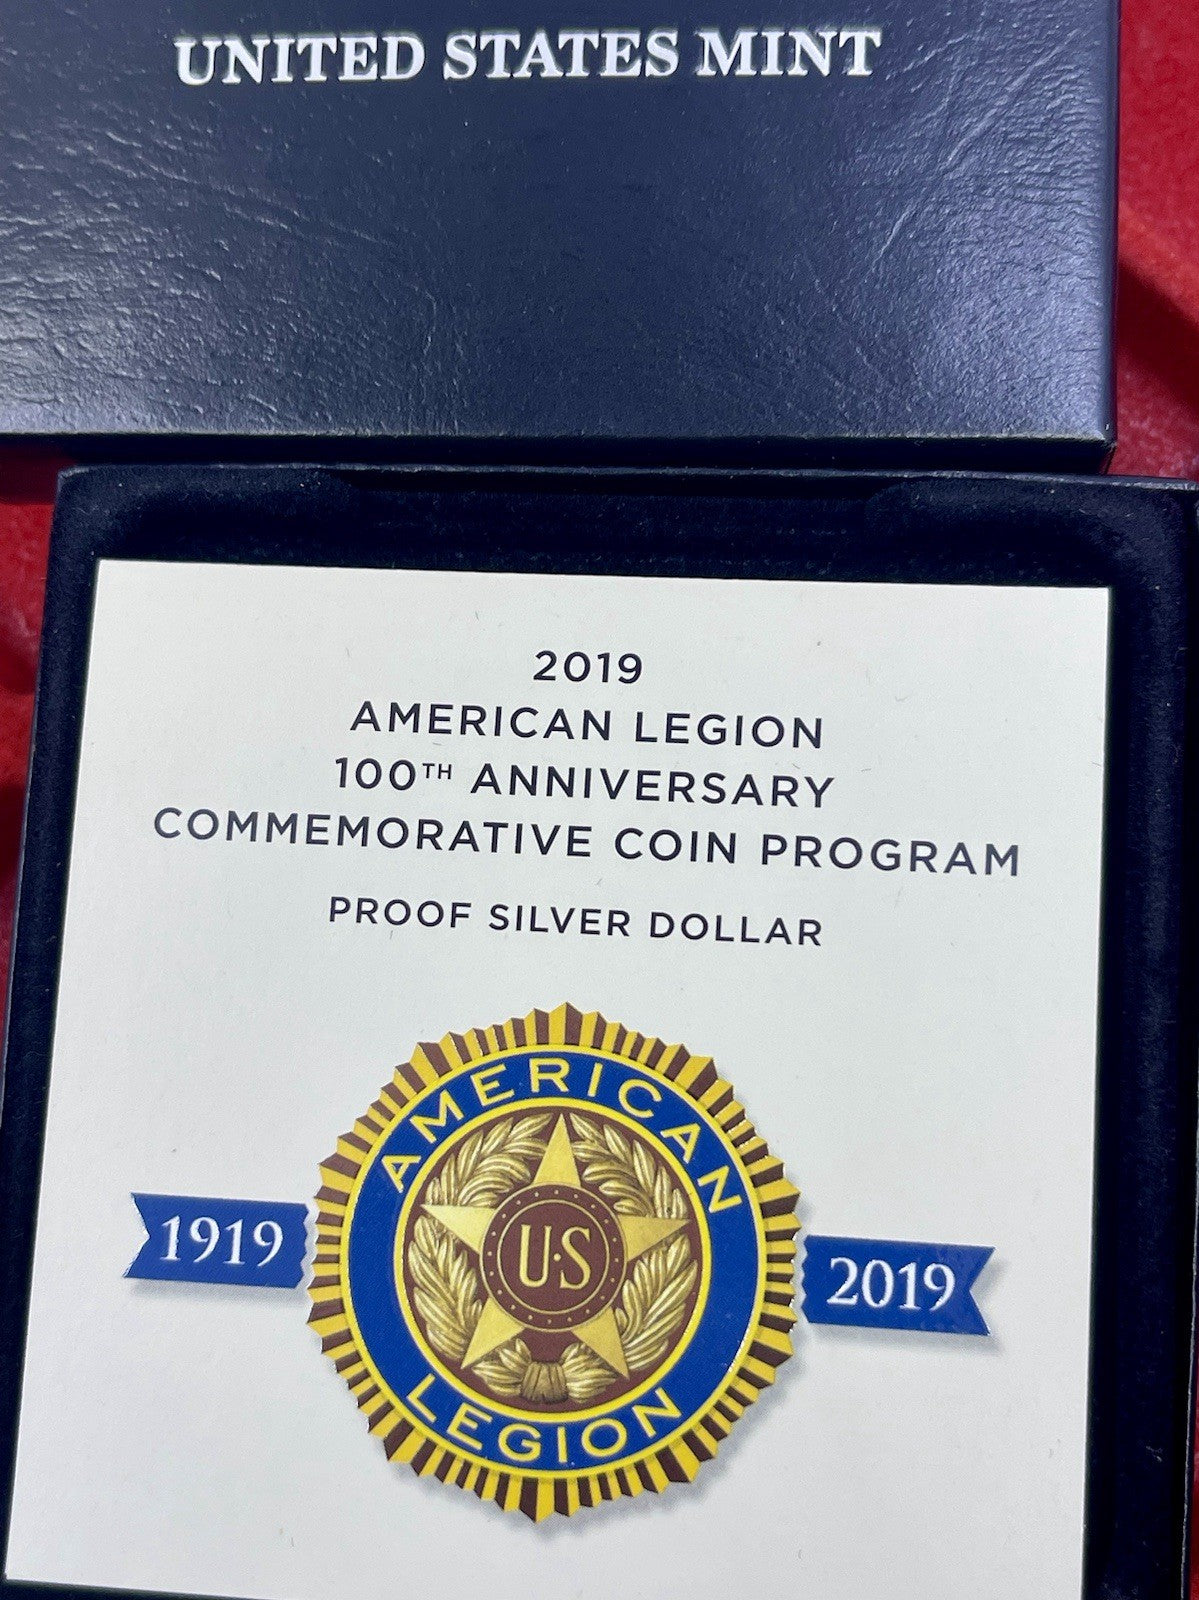 UNITED STATES MINT
2019
AMERICAN LEGION
100TH ANNIVERSARY
COMMEMORATIVE COIN PROGRAM
PROOF SILVER DOLLAR
AMERICAN
U.S
1919
2019
LEGION